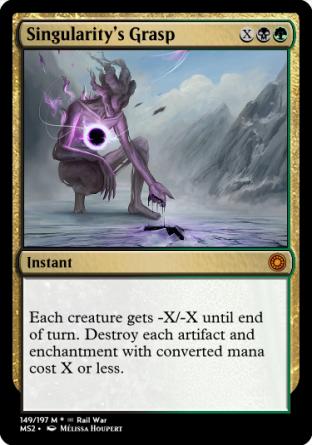 Singularity's Grasp X
Instant
Each creature gets -X/-X until end
of turn. Destroy each artifact and
enchantment with converted mana
cost X or less.
149/197 M * = Rail War
MS2 • Mélissa Houpert